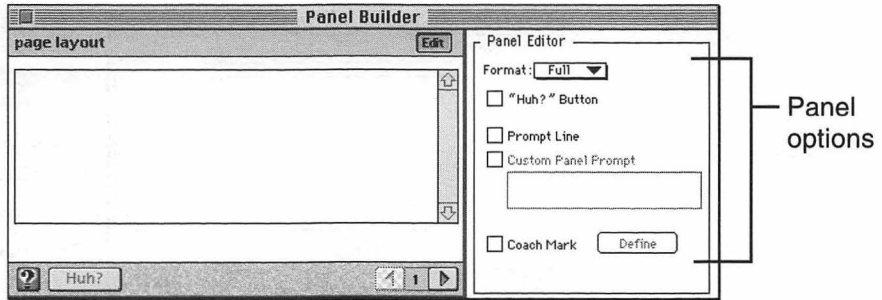 Panel Builder
page layout
Edit
Panel Editor
Format: Full
"Huh?" Button
Prompt Line
Custom Panel Prompt
Coach Mark
Define
?
Huh?
1
Panel
options